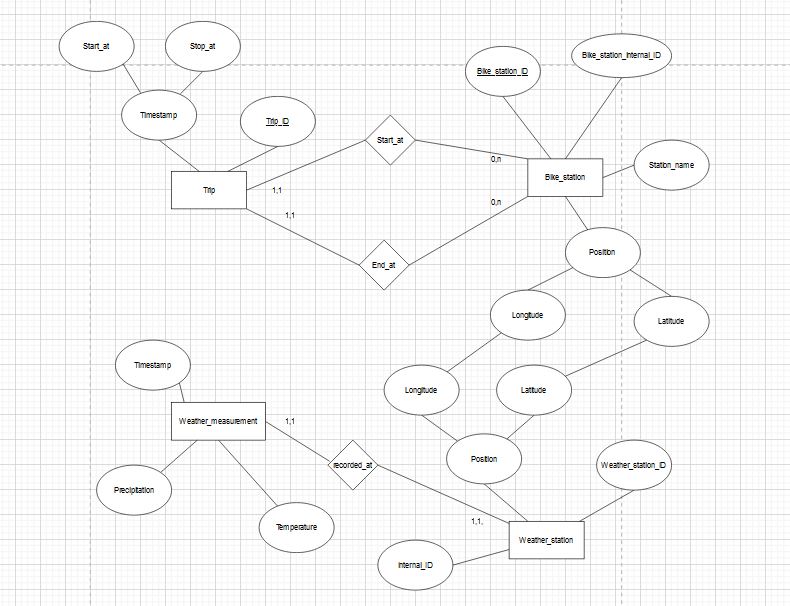 Start_at
Stop_at
Bike_station_internal_ID
Bike_station_ID
Timestamp
Trip_ID
Start_at
0,n
Station_name
Bike_station
Trip
1,1
0,n
1,1
Position
End_at
Longitude
Latitude
Timestamp
Longitude
Latitude
Weather_measurement
1,1
Position
recorded_at
Weather_station_ID
Precipitation
1,1,
Temperature
Weather_station
Internal_ID